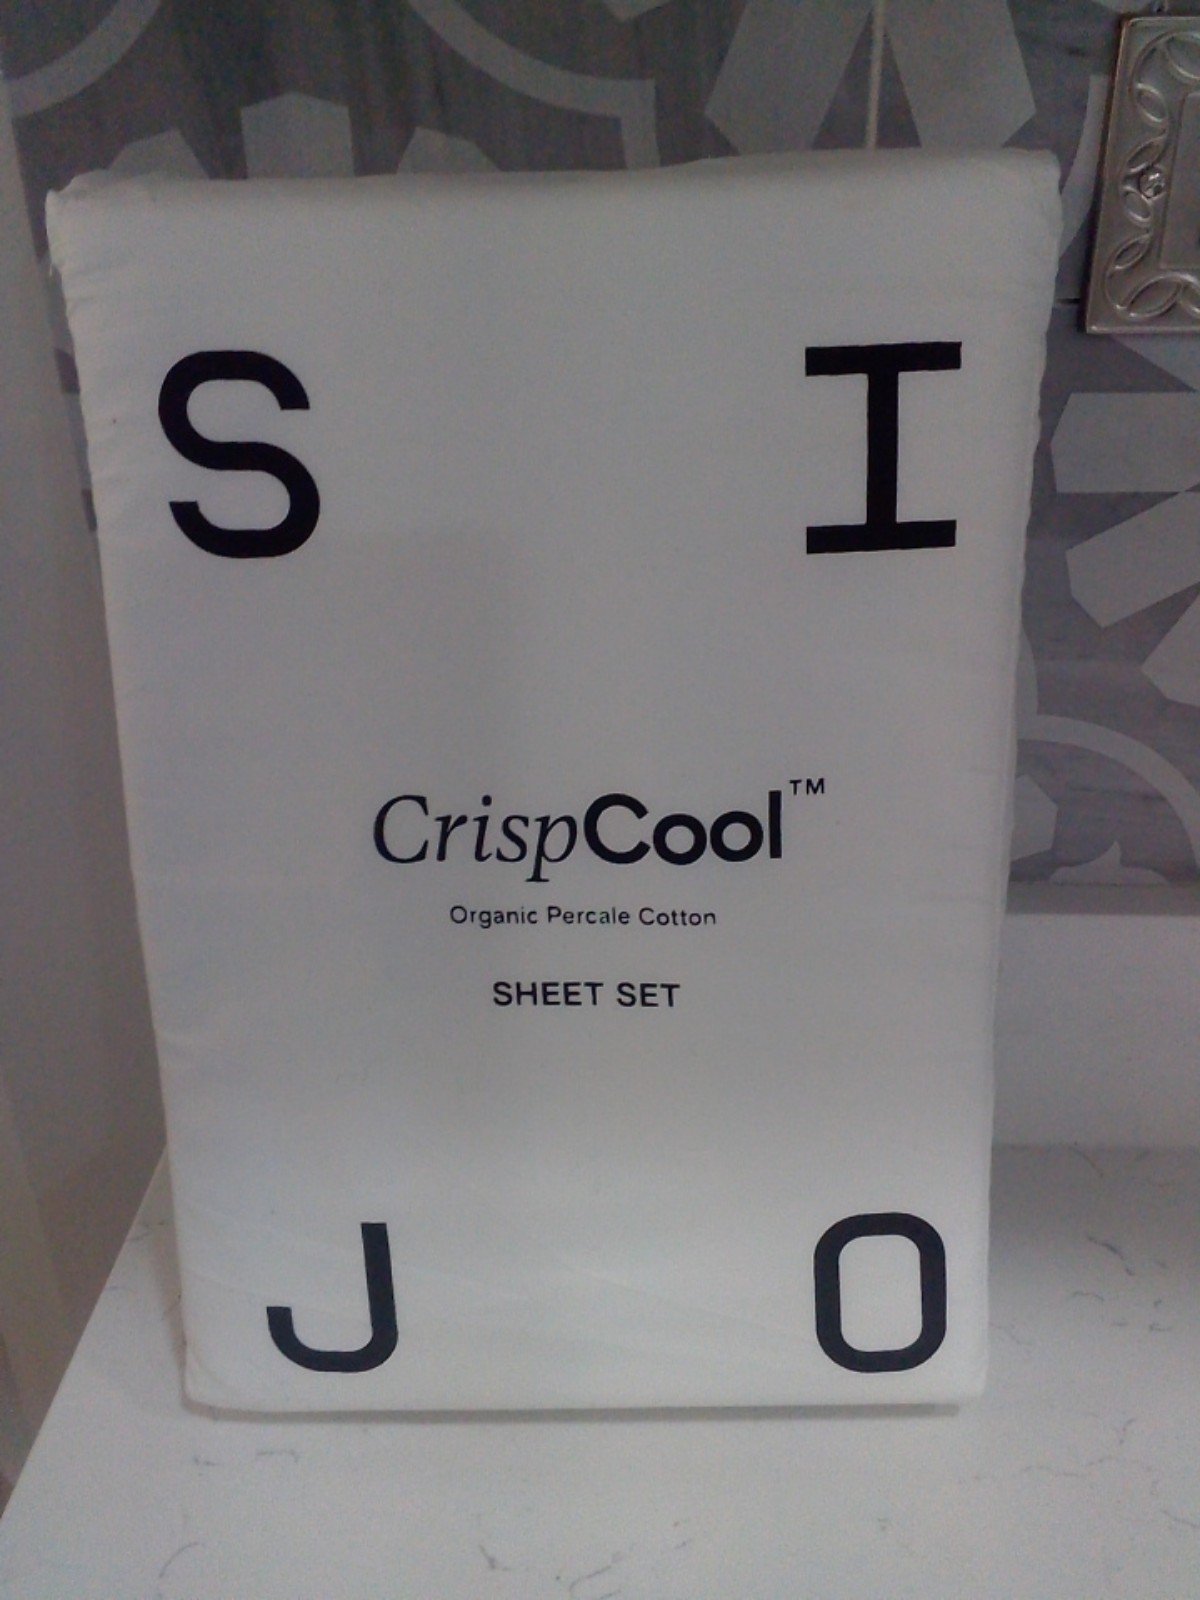 S I
CrispCool™
Organic Percale Cotton
SHEET SET
J O